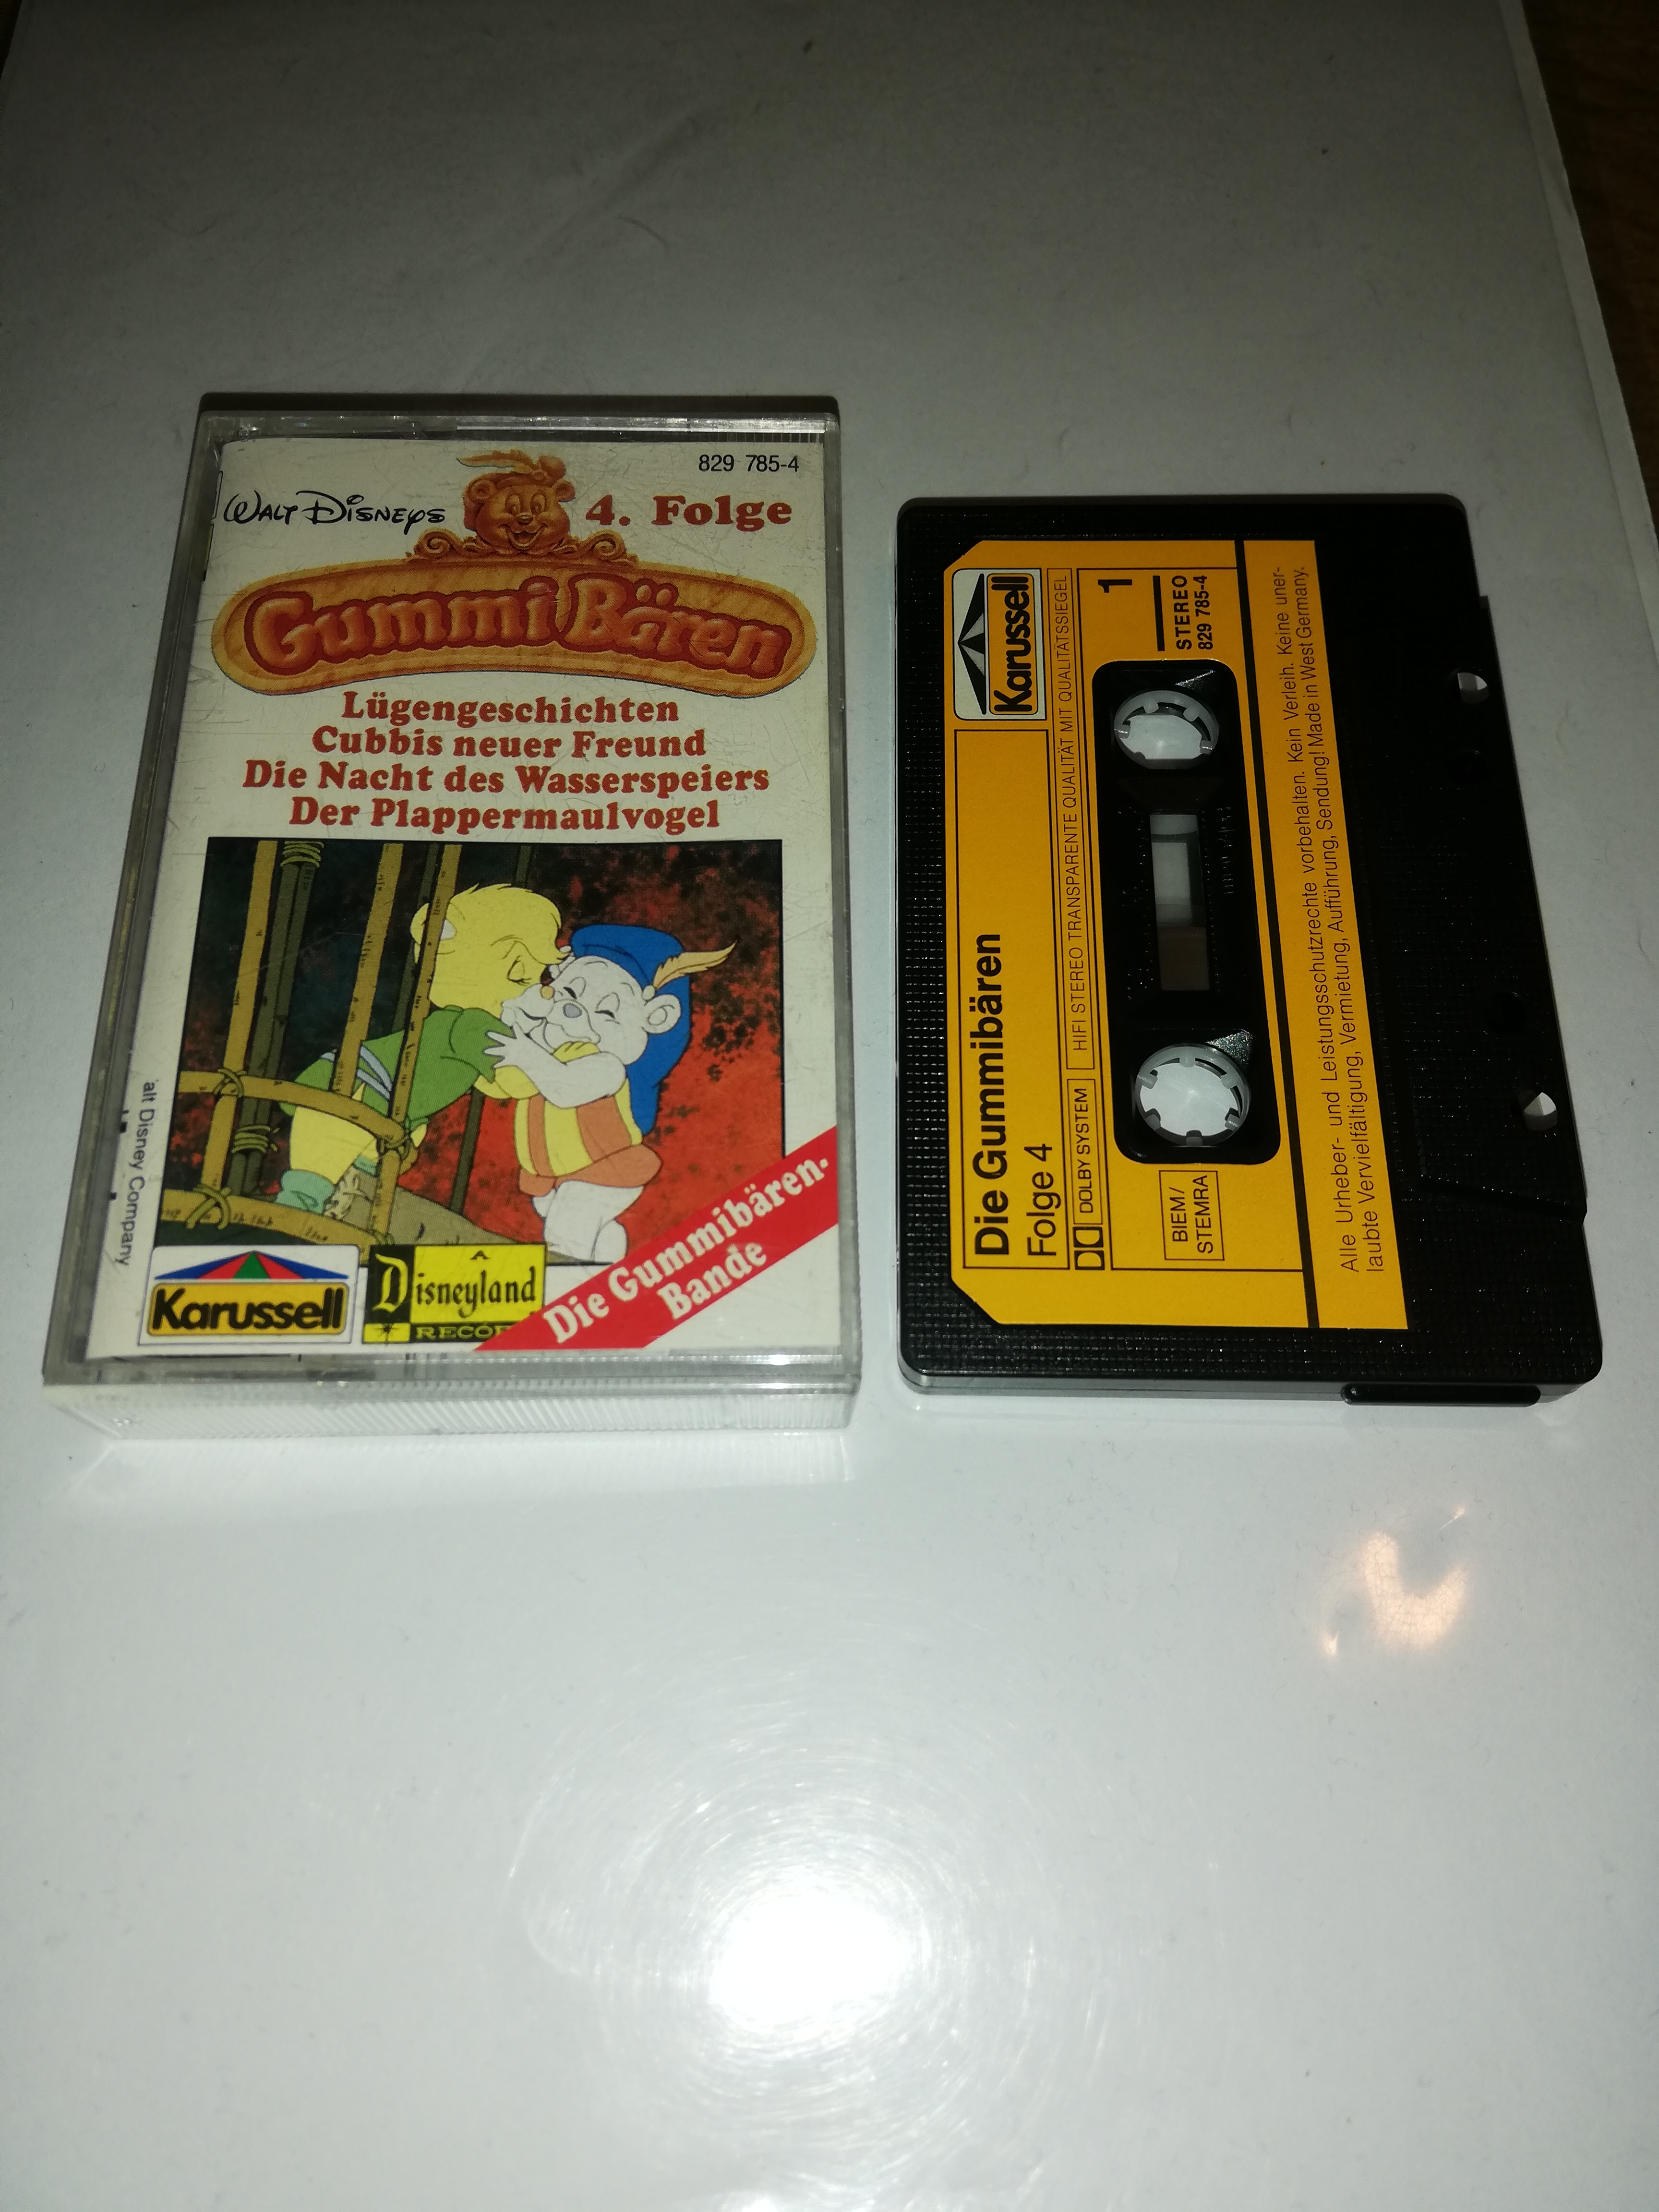 829 785-4
WALT DISNEYS
4. Folge
Gummi Bären
Lügengeschichten
Cubbis neuer Freund
Die Nacht des Wasserspeiers
Der Plappermaulvogel
alt Disney Company
Karussell
A
Disneyland
RECOR
Die Gummibären-
Bande
Karussell
Die Gummibären
Folge 4
DOLBY SYSTEM
HIFI STEREO TRANSPARENTE QUALITÄT MIT QUALITÄTSSIEGEL
1
STEREO
829 785-4
BIEM/
STEMRA
Alle Urheber- und Leistungsschutzrechte vorbehalten. Kein Verleih. Keine uner-
laubte Vervielfältigung, Vermietung, Aufführung, Sendung! Made in West Germany.